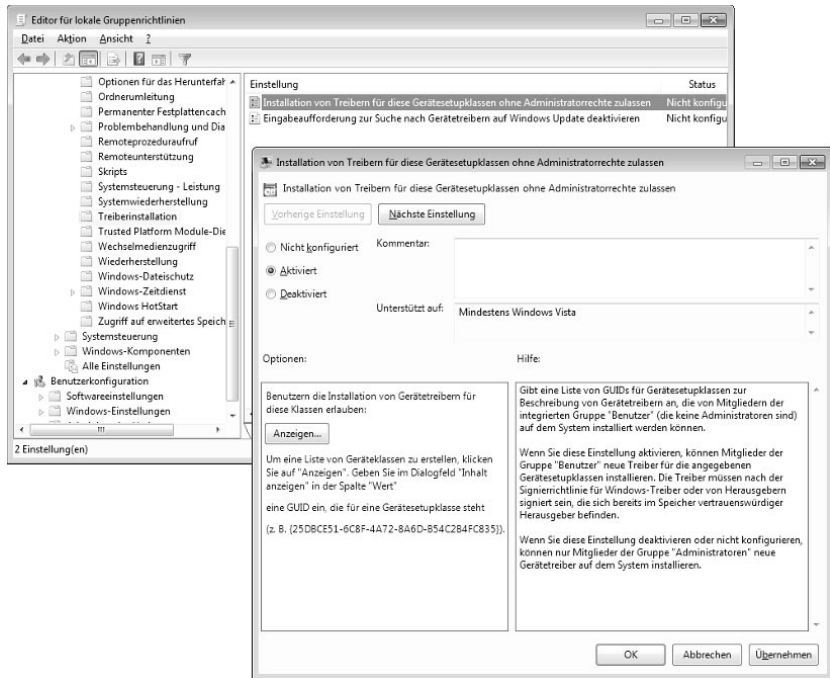 Editor für lokale Gruppenrichtlinien
Datei Aktion Ansicht ?
Optionen für das Herunterfah
Ordnerumleitung
Permanenter Festplattencach
Problembehandlung und Dia
Remoteprozeduraufruf
Remoteunterstützung
Skripts
Systemsteuerung - Leistung
Systemwiederherstellung
Treiberinstallation
Trusted Platform Module-Die
Wechselmedienzugriff
Wiederherstellung
Windows-Dateischutz
Windows-Zeitdienst
Windows HotStart
Zugriff auf erweitertes Speich
Systemsteuerung
Windows-Komponenten
Alle Einstellungen
Benutzerkonfiguration
Softwareeinstellungen
Windows-Einstellungen
2 Einstellung(en)
Einstellung Status
Installation von Treibern für diese Gerätesetupklassen ohne Administratorrechte zulassen Nicht konfigu
Eingabeaufforderung zur Suche nach Gerätetreibern auf Windows Update deaktivieren Nicht konfigu
Installation von Treibern für diese Gerätesetupklassen ohne Administratorrechte zulassen
Installation von Treibern für diese Gerätesetupklassen ohne Administratorrechte zulassen
Vorherige Einstellung Nächste Einstellung
Nicht konfiguriert Kommentar:
Aktiviert
Deaktiviert
Unterstützt auf: Mindestens Windows Vista
Optionen: Hilfe:
Benutzern die Installation von Gerätetreibern für
diese Klassen erlauben:
Anzeigen...
Um eine Liste von Geräteklassen zu erstellen, klicken
Sie auf "Anzeigen". Geben Sie im Dialogfeld "Inhalt
anzeigen" in der Spalte "Wert"
eine GUID ein, die für eine Gerätesetupklasse steht
(z. B. {25DBCE51-6C8F-4A72-8A6D-B54C2B4FC835}).
Gibt eine Liste von GUIDs für Gerätesetupklassen zur
Beschreibung von Gerätetreibern an, die von Mitgliedern der
integrierten Gruppe "Benutzer" (die keine Administratoren sind)
auf dem System installiert werden können.
Wenn Sie diese Einstellung aktivieren, können Mitglieder der
Gruppe "Benutzer" neue Treiber für die angegebenen
Gerätesetupklassen installieren. Die Treiber müssen nach der
Signierrichtlinie für Windows-Treiber oder von Herausgebern
signiert sein, die sich bereits im Speicher vertrauenswürdiger
Herausgeber befinden.
Wenn Sie diese Einstellung deaktivieren oder nicht konfigurieren,
können nur Mitglieder der Gruppe "Administratoren" neue
Gerätetreiber auf dem System installieren.
OK Abbrechen Übernehmen